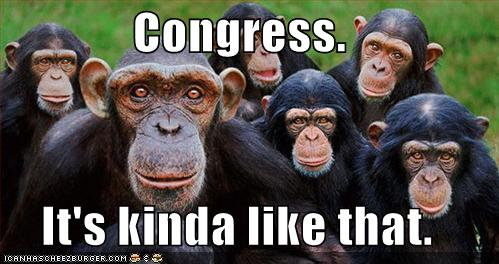 Congress.
It's kinda like that.
ICANHASCHEEZBURGER.COM